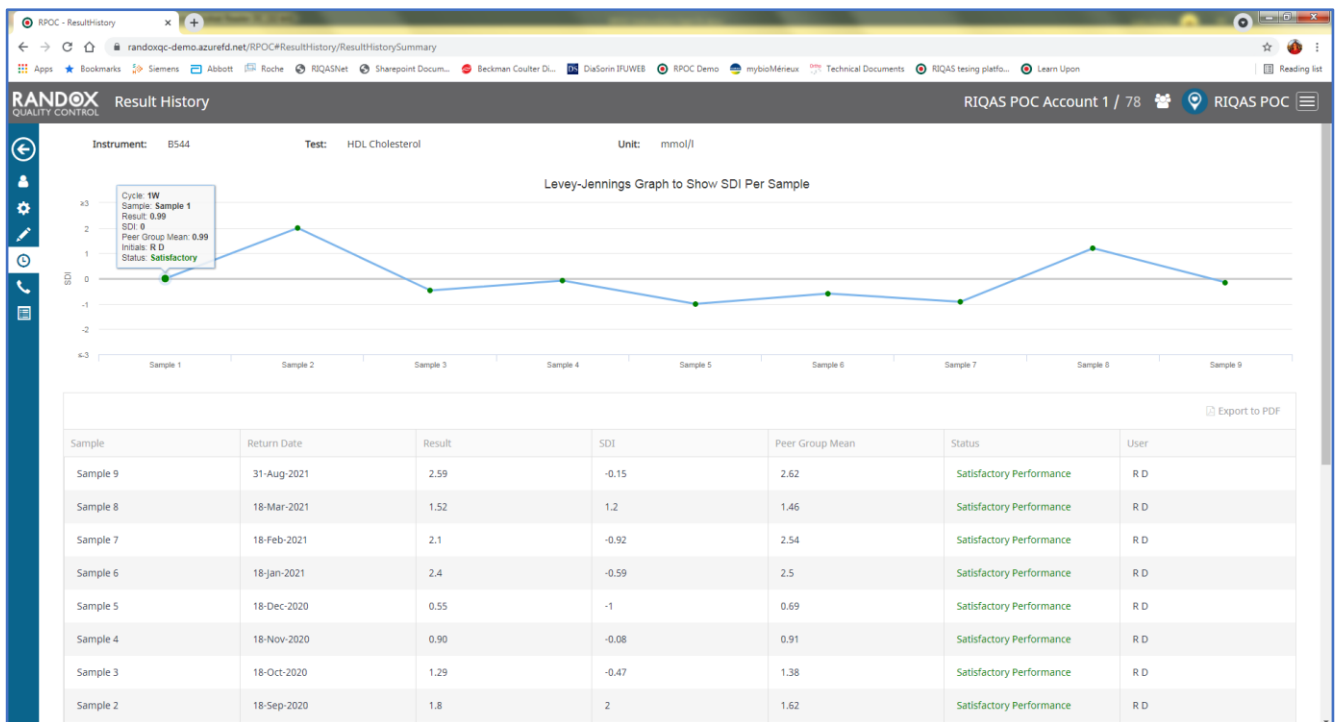 RPOC - ResultHistory
randoxqc-demo.azurefd.net/RPOC#ResultHistory/ResultHistorySummary
Apps Bookmarks Siemens Abbott Roche RIQASNet Sharepoint Docum... Beckman Coulter Di... DS DiaSorin IFUWEB RPOC Demo mybioMérieux Technical Documents RIQAS tesing platfo... Learn Upon Reading list
RANDOX Result History RIQAS POC Account 1 / 78 RIQAS POC
QUALITY CONTROL
Instrument: B544 Test: HDL Cholesterol Unit: mmol/l
Levey-Jennings Graph to Show SDI Per Sample
Cycle: 1W
Sample: Sample 1
Result: 0.99
SDI: 0
Peer Group Mean: 0.99
Initials: R D
Status: Satisfactory
≥3
2
1
0
-1
-2
≤-3
SDI
Sample 1 Sample 2 Sample 3 Sample 4 Sample 5 Sample 6 Sample 7 Sample 8 Sample 9
Export to PDF
Sample Return Date Result SDI Peer Group Mean Status User
Sample 9 31-Aug-2021 2.59 -0.15 2.62 Satisfactory Performance R D
Sample 8 18-Mar-2021 1.52 1.2 1.46 Satisfactory Performance R D
Sample 7 18-Feb-2021 2.1 -0.92 2.54 Satisfactory Performance R D
Sample 6 18-Jan-2021 2.4 -0.59 2.5 Satisfactory Performance R D
Sample 5 18-Dec-2020 0.55 -1 0.69 Satisfactory Performance R D
Sample 4 18-Nov-2020 0.90 -0.08 0.91 Satisfactory Performance R D
Sample 3 18-Oct-2020 1.29 -0.47 1.38 Satisfactory Performance R D
Sample 2 18-Sep-2020 1.8 2 1.62 Satisfactory Performance R D